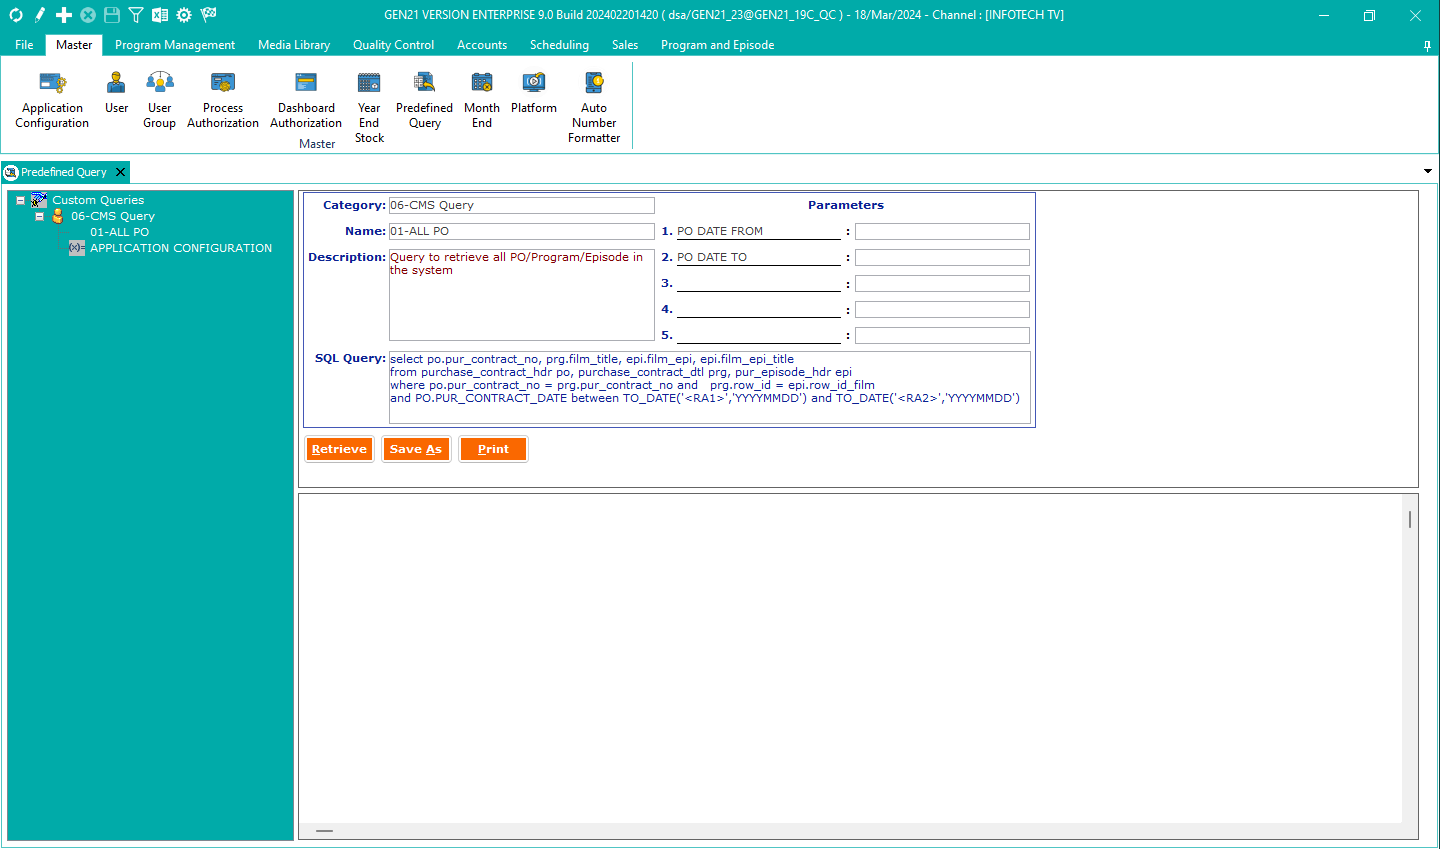 GEN21 VERSION ENTERPRISE 9.0 Build 202402201420 ( dsa/GEN21_23@GEN21_19C_QC ) - 18/Mar/2024 - Channel : [INFOTECH TV]
File Master Program Management Media Library Quality Control Accounts Scheduling Sales Program and Episode
Application Configuration
User
User Group
Process Authorization
Dashboard Authorization
Year End Stock
Predefined Query
Month End
Platform
Auto Number Formatter
Master
Predefined Query
Custom Queries
06-CMS Query
01-ALL PO
(x)= APPLICATION CONFIGURATION
Category: 06-CMS Query
Name: 01-ALL PO
Description: Query to retrieve all PO/Program/Episode in
the system
Parameters
1. PO DATE FROM :
2. PO DATE TO :
3. :
4. :
5. :
SQL Query: select po.pur_contract_no, prg.film_title, epi.film_epi, epi.film_epi_title
from purchase_contract_hdr po, purchase_contract_dtl prg, pur_episode_hdr epi
where po.pur_contract_no = prg.pur_contract_no and   prg.row_id = epi.row_id_film
and PO.PUR_CONTRACT_DATE between TO_DATE('<RA1>','YYYYMMDD') and TO_DATE('<RA2>','YYYYMMDD')
Retrieve Save As Print